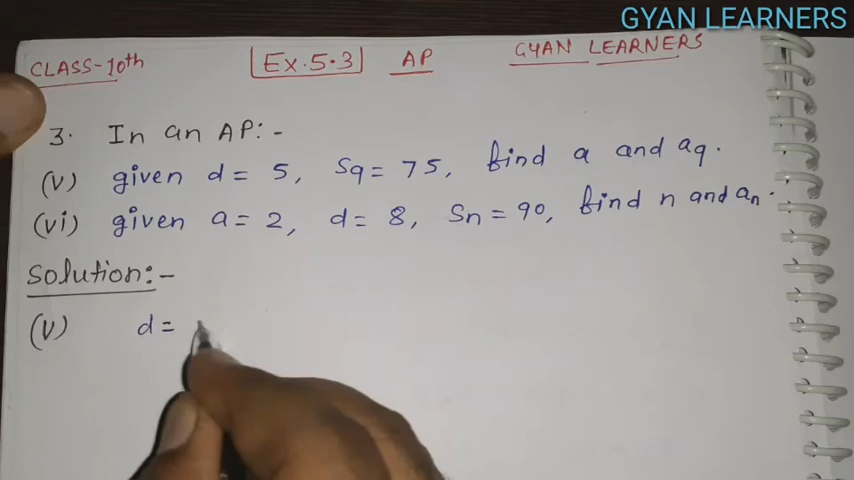 GYAN LEARNERS
CLASS-10th Ex.5.3 AP GYAN LEARNERS
3. In an AP:-
(V) given d = 5, S9 = 75, find a and a9.
(vi) given a = 2, d = 8, Sn = 90, find n and an.
Solution:-
(V) d =